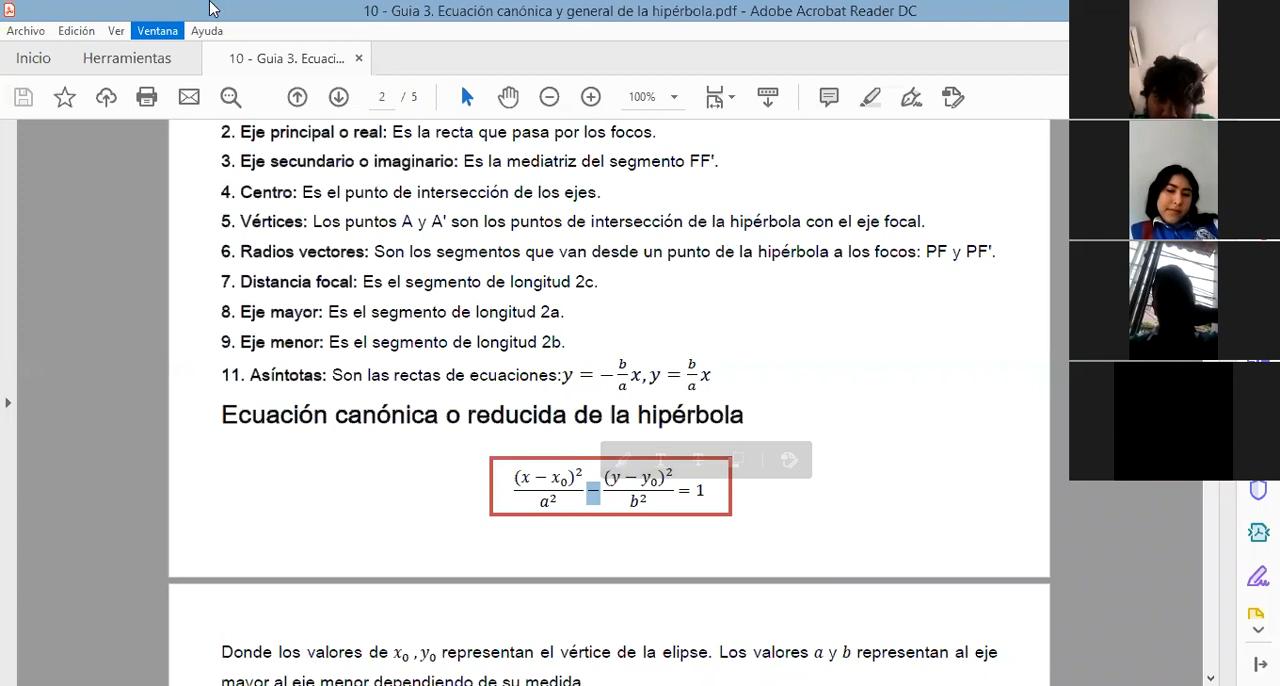 10 - Guia 3. Ecuación canónica y general de la hipérbola.pdf - Adobe Acrobat Reader DC
Archivo Edición Ver Ventana Ayuda
Inicio Herramientas 10 - Guia 3. Ecuaci... ×
2 / 5 100%
2. Eje principal o real: Es la recta que pasa por los focos.
3. Eje secundario o imaginario: Es la mediatriz del segmento FF'.
4. Centro: Es el punto de intersección de los ejes.
5. Vértices: Los puntos A y A' son los puntos de intersección de la hipérbola con el eje focal.
6. Radios vectores: Son los segmentos que van desde un punto de la hipérbola a los focos: PF y PF'.
7. Distancia focal: Es el segmento de longitud 2c.
8. Eje mayor: Es el segmento de longitud 2a.
9. Eje menor: Es el segmento de longitud 2b.
11. Asíntotas: Son las rectas de ecuaciones:y = −b/a x, y = b/a x
Ecuación canónica o reducida de la hipérbola
(x − x₀)²/a² − (y − y₀)²/b² = 1
Donde los valores de x₀ , y₀ representan el vértice de la elipse. Los valores a y b representan al eje
mayor al eje menor dependiendo de su medida